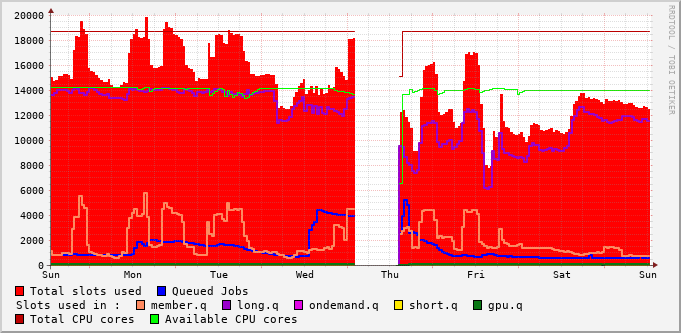 20000
18000
16000
14000
12000
10000
8000
6000
4000
2000
0
Sun Mon Tue Wed Thu Fri Sat Sun
Total slots used Queued Jobs
Slots used in : member.q long.q ondemand.q short.q gpu.q
Total CPU cores Available CPU cores
RRDTOOL / TOBI OETIKER